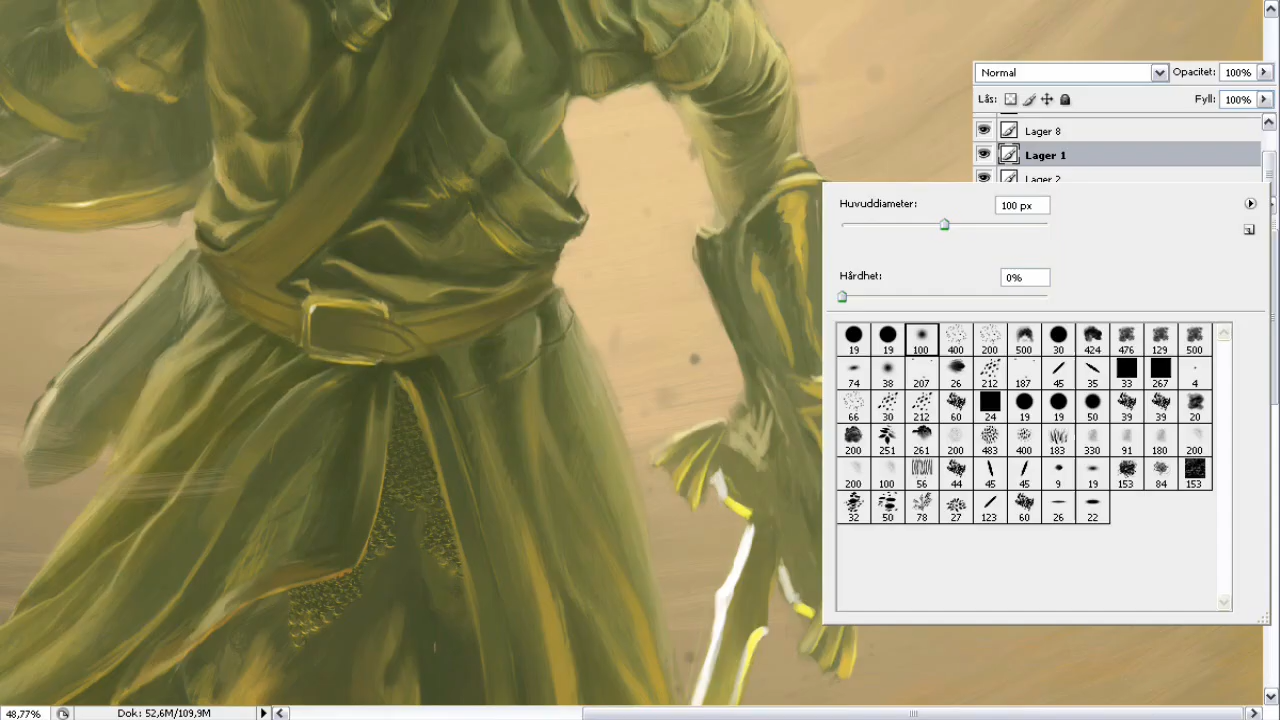 Normal Opacitet: 100%
Lås: Fyll: 100%
Lager 8
Lager 1
Lager 2
Huvuddiameter: 100 px
Hårdhet: 0%
19 19 100 400 200 500 30 424 476 129 500
74 38 207 26 212 187 45 35 33 267 4
66 30 212 60 24 19 19 50 39 39 20
200 251 261 200 483 400 183 330 91 180 200
200 100 56 44 45 45 9 19 153 84 153
32 50 78 27 123 60 26 22
48,77% Dok: 52,6M/109,9M